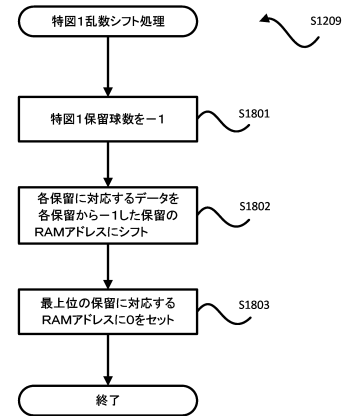 特図1乱数シフト処理
S1209
特図1保留球数を－1
S1801
各保留に対応するデータを
各保留から－1した保留の
RAMアドレスにシフト
S1802
最上位の保留に対応する
RAMアドレスに0をセット
S1803
終了